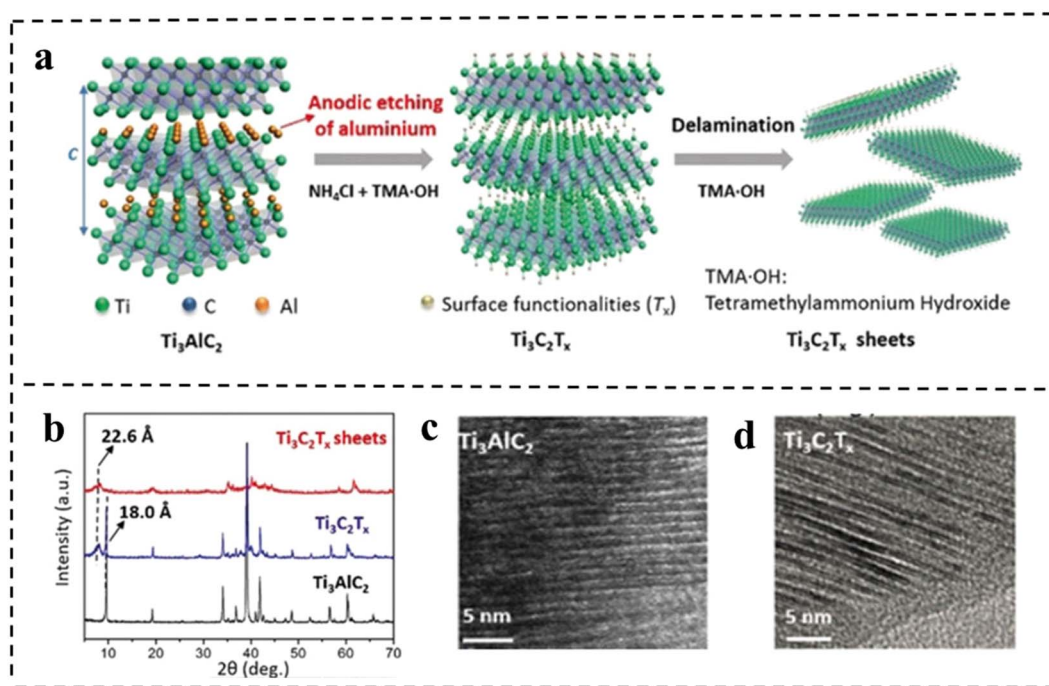 a
c
Anodic etching
of aluminium
NH₄Cl + TMA·OH
Delamination
TMA·OH
Ti
C
Al
Surface functionalities (Tₓ)
TMA·OH:
Tetramethylammonium Hydroxide
Ti₃AlC₂
Ti₃C₂Tₓ
Ti₃C₂Tₓ sheets
b
Intensity (a.u.)
22.6 Å
18.0 Å
Ti₃C₂Tₓ sheets
Ti₃C₂Tₓ
Ti₃AlC₂
10 20 30 40 50 60 70
2θ (deg.)
c
Ti₃AlC₂
5 nm
d
Ti₃C₂Tₓ
5 nm